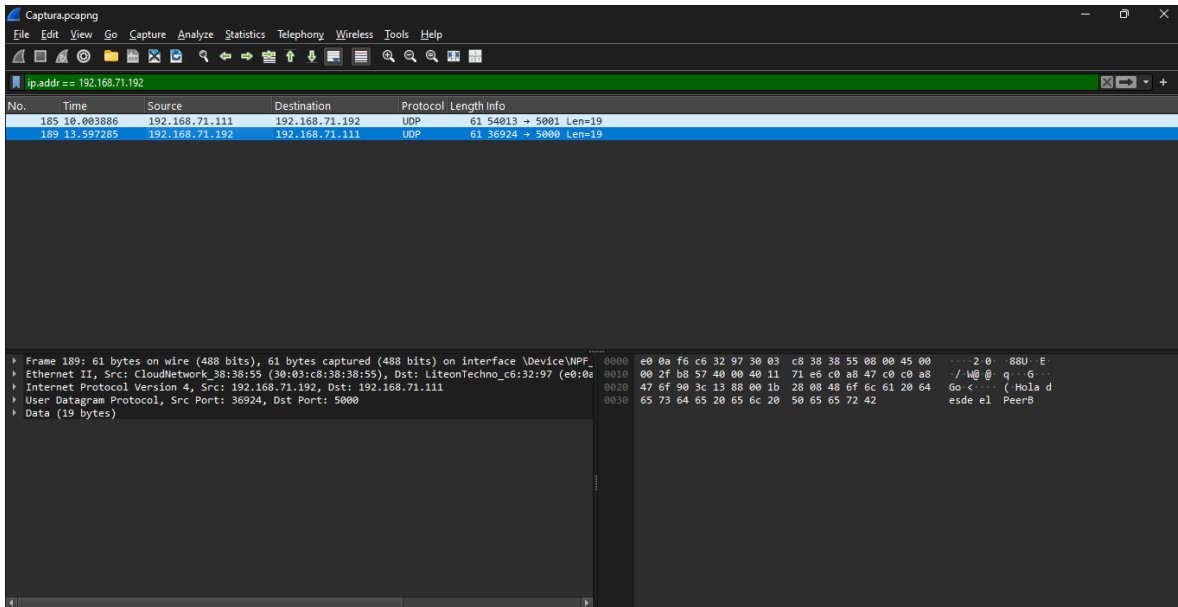 Captura.pcapng
File Edit View Go Capture Analyze Statistics Telephony Wireless Tools Help
ip.addr == 192.168.71.192
No. Time Source Destination Protocol Length Info
185 10.003886 192.168.71.111 192.168.71.192 UDP 61 54013 → 5001 Len=19
189 13.597285 192.168.71.192 192.168.71.111 UDP 61 36924 → 5000 Len=19
Frame 189: 61 bytes on wire (488 bits), 61 bytes captured (488 bits) on interface \Device\NPF_
Ethernet II, Src: CloudNetwork_38:38:55 (30:03:c8:38:38:55), Dst: LiteonTechno_c6:32:97 (e0:0a
Internet Protocol Version 4, Src: 192.168.71.192, Dst: 192.168.71.111
User Datagram Protocol, Src Port: 36924, Dst Port: 5000
Data (19 bytes)
0000 e0 0a f6 c6 32 97 30 03 c8 38 38 55 08 00 45 00 ····2·0· ·88U··E·
0010 00 2f b8 57 40 00 40 11 71 e6 c0 a8 47 c0 c0 a8 ·/·W@·@· q···G···
0020 47 6f 90 3c 13 88 00 1b 28 08 48 6f 6c 61 20 64 Go·<···· (·Hola d
0030 65 73 64 65 20 65 6c 20 50 65 65 72 42 esde el PeerB